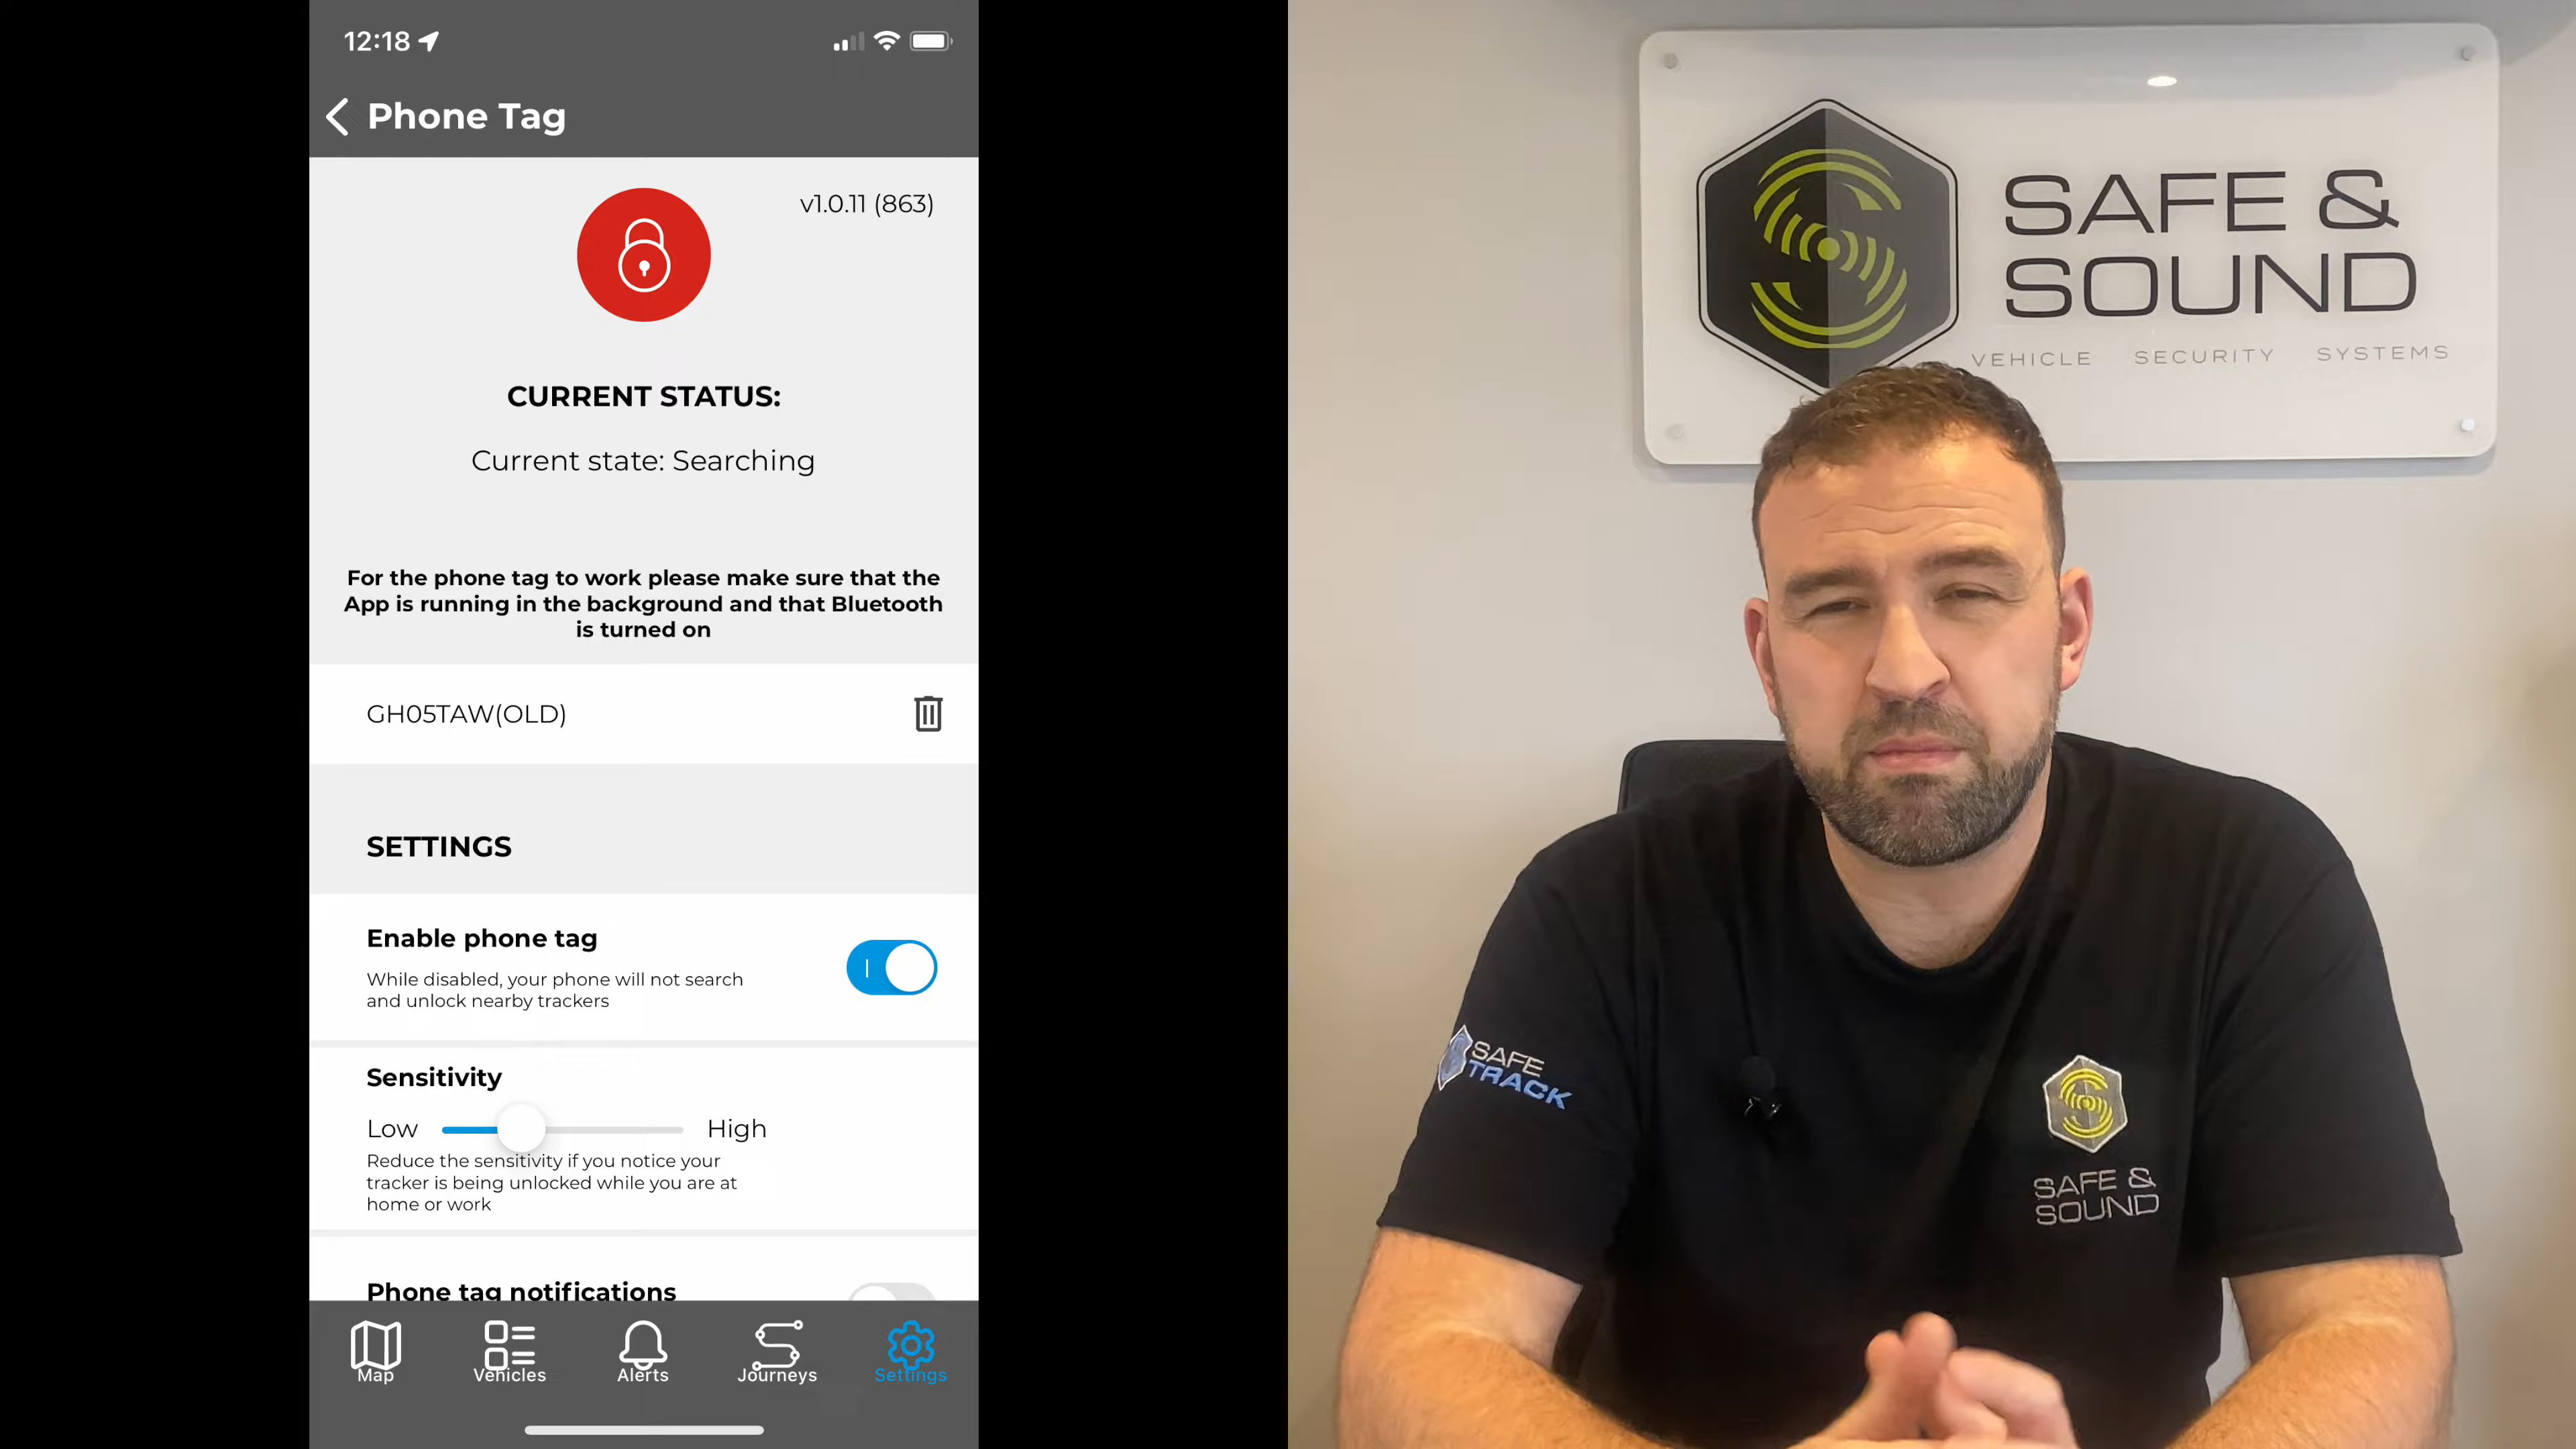 12:18
Phone Tag
v1.0.11 (863)
CURRENT STATUS:
Current state: Searching
For the phone tag to work please make sure that the
App is running in the background and that Bluetooth
is turned on
GH05TAW(OLD)
SETTINGS
Enable phone tag
While disabled, your phone will not search
and unlock nearby trackers
Sensitivity
Low
High
Reduce the sensitivity if you notice your
tracker is being unlocked while you are at
home or work
Phone tag notifications
Map
Vehicles
Alerts
Journeys
Settings
SAFE &
SOUND
VEHICLE SECURITY SYSTEMS
SAFE
TRACK
SAFE &
SOUND